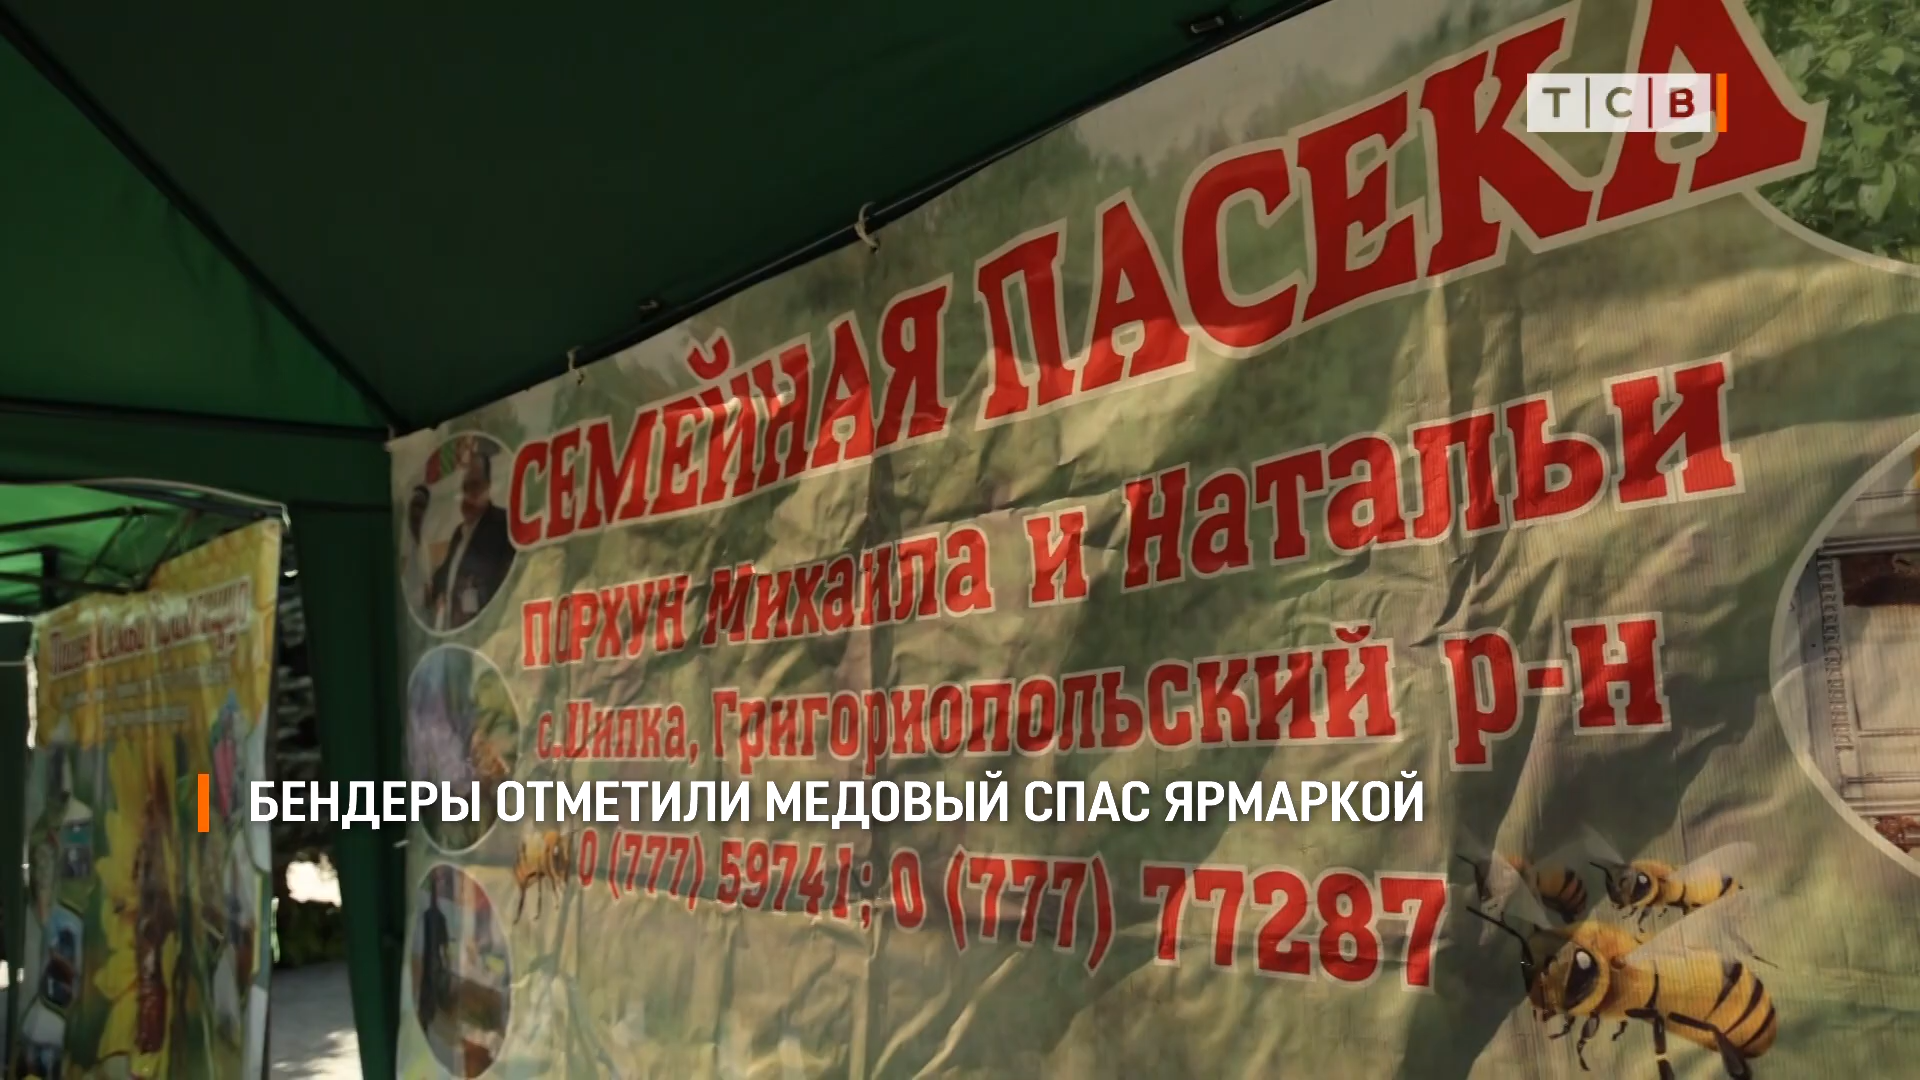 ТСВ
СЕМЕЙНАЯ ПАСЕКА
ПОРХУН Михаила и Натальи
с.Шипка, Григориопольский р-н
БЕНДЕРЫ ОТМЕТИЛИ МЕДОВЫЙ СПАС ЯРМАРКОЙ
0 (777) 59741; 0 (777) 77287